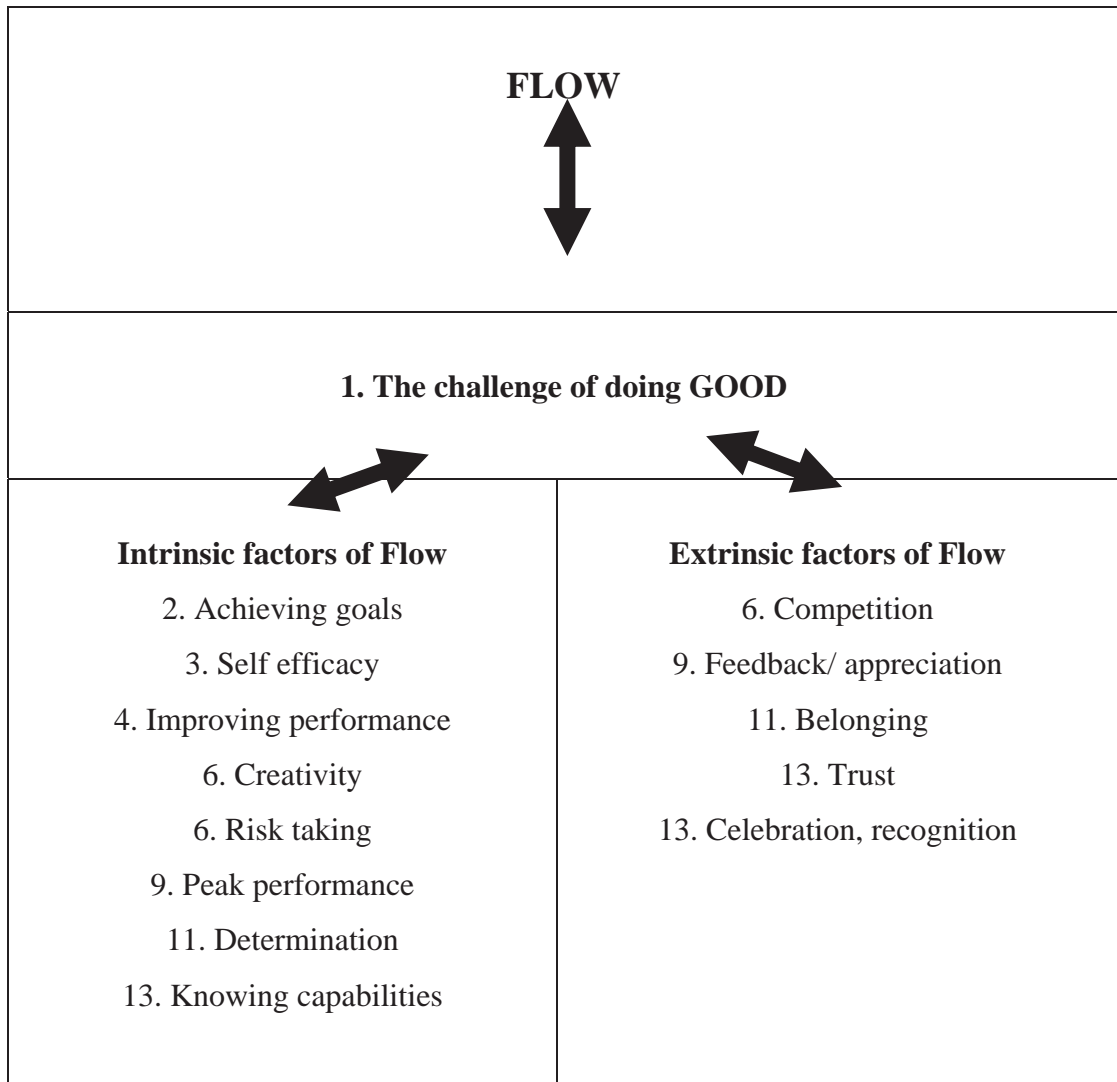 FLOW
1. The challenge of doing GOOD
Intrinsic factors of Flow
2. Achieving goals
3. Self efficacy
4. Improving performance
6. Creativity
6. Risk taking
9. Peak performance
11. Determination
13. Knowing capabilities
Extrinsic factors of Flow
6. Competition
9. Feedback/ appreciation
11. Belonging
13. Trust
13. Celebration, recognition